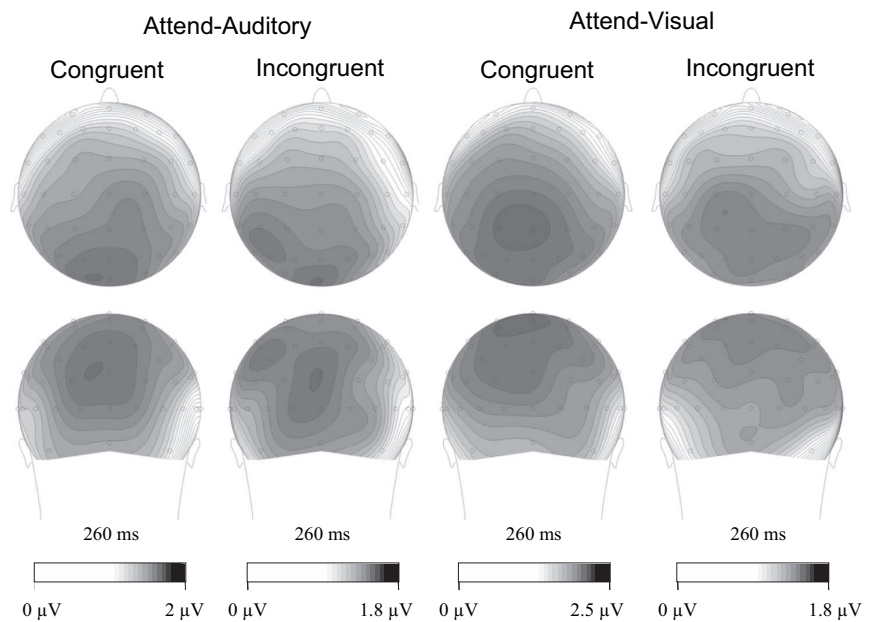 Attend-Auditory Attend-Visual
Congruent Incongruent Congruent Incongruent
260 ms 260 ms 260 ms 260 ms
0 µV 2 µV 0 µV 1.8 µV 0 µV 2.5 µV 0 µV 1.8 µV